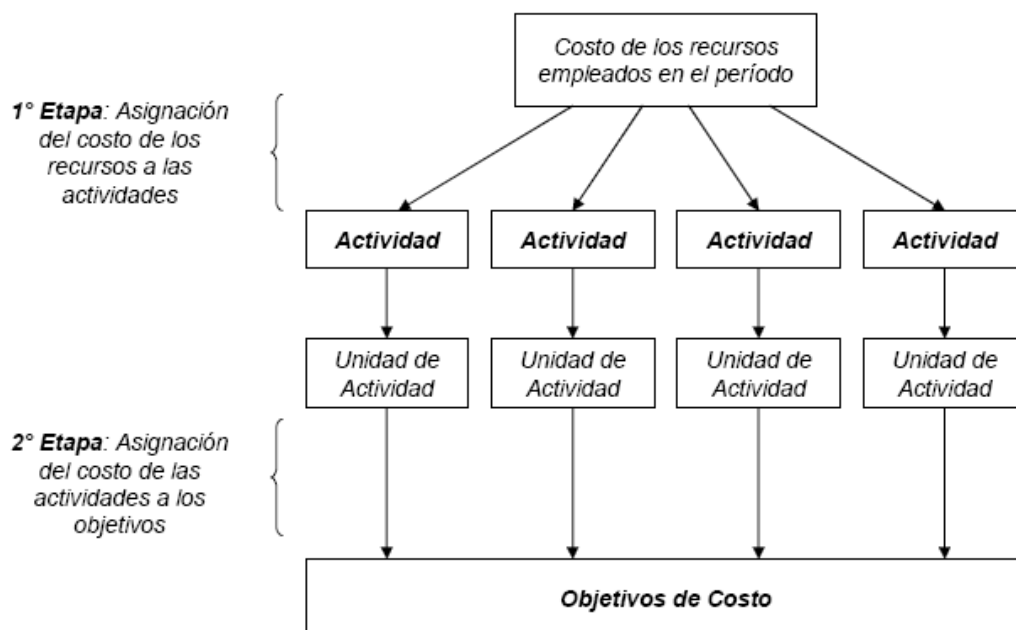 Costo de los recursos
empleados en el período
1° Etapa: Asignación
del costo de los
recursos a las
actividades
Actividad
Actividad
Actividad
Actividad
Unidad de
Actividad
Unidad de
Actividad
Unidad de
Actividad
Unidad de
Actividad
2° Etapa: Asignación
del costo de las
actividades a los
objetivos
Objetivos de Costo